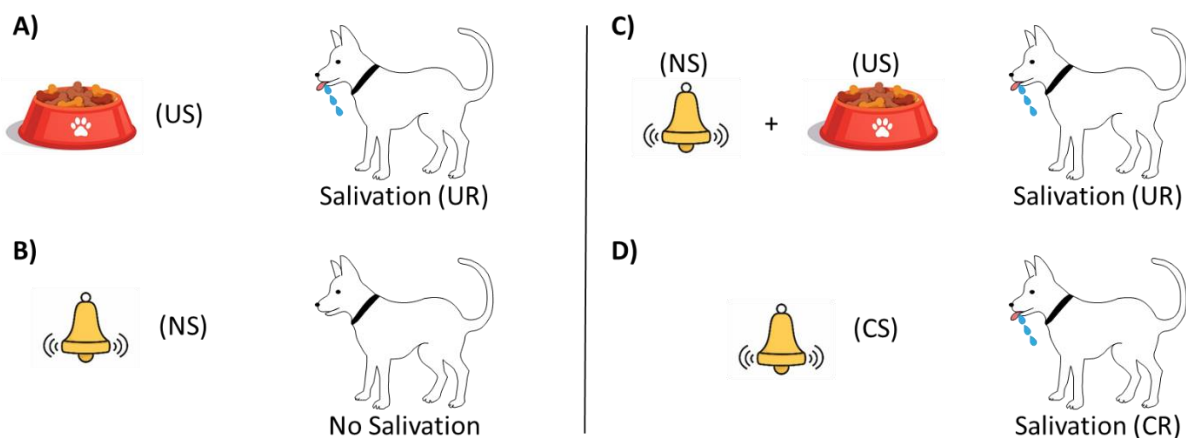 A)
(US)
Salivation (UR)
B)
(NS)
No Salivation
C)
(NS)
+
(US)
Salivation (UR)
D)
(CS)
Salivation (CR)